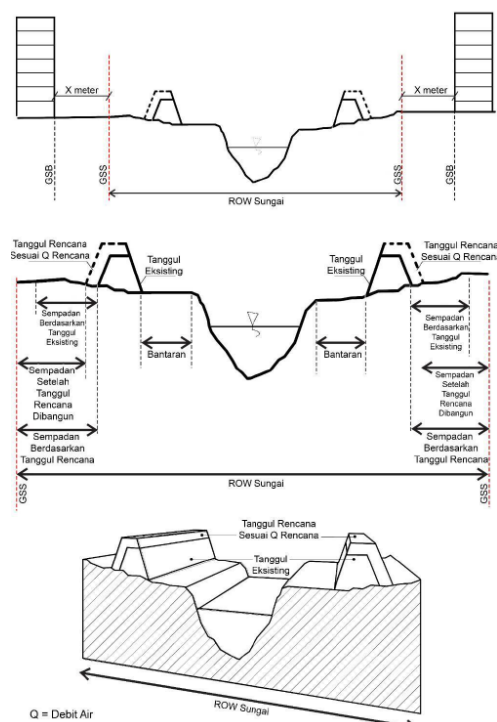 X meter
X meter
GSB
GSS
GSS
GSB
ROW Sungai
Tanggul Rencana
Sesuai Q Rencana
Tanggul
Eksisting
Tanggul
Eksisting
Tanggul Rencana
Sesuai Q Rencana
Sempadan
Berdasarkan
Tanggul
Eksisting
Bantaran
Bantaran
Sempadan
Berdasarkan
Tanggul
Eksisting
Sempadan
Setelah
Tanggul
Rencana
Dibangun
Sempadan
Setelah
Tanggul
Rencana
Dibangun
Sempadan
Berdasarkan
Tanggul Rencana
Sempadan
Berdasarkan
Tanggul Rencana
GSS
ROW Sungai
GSS
Tanggul Rencana
Sesuai Q Rencana
Tanggul
Eksisting
ROW Sungai
Q = Debit Air